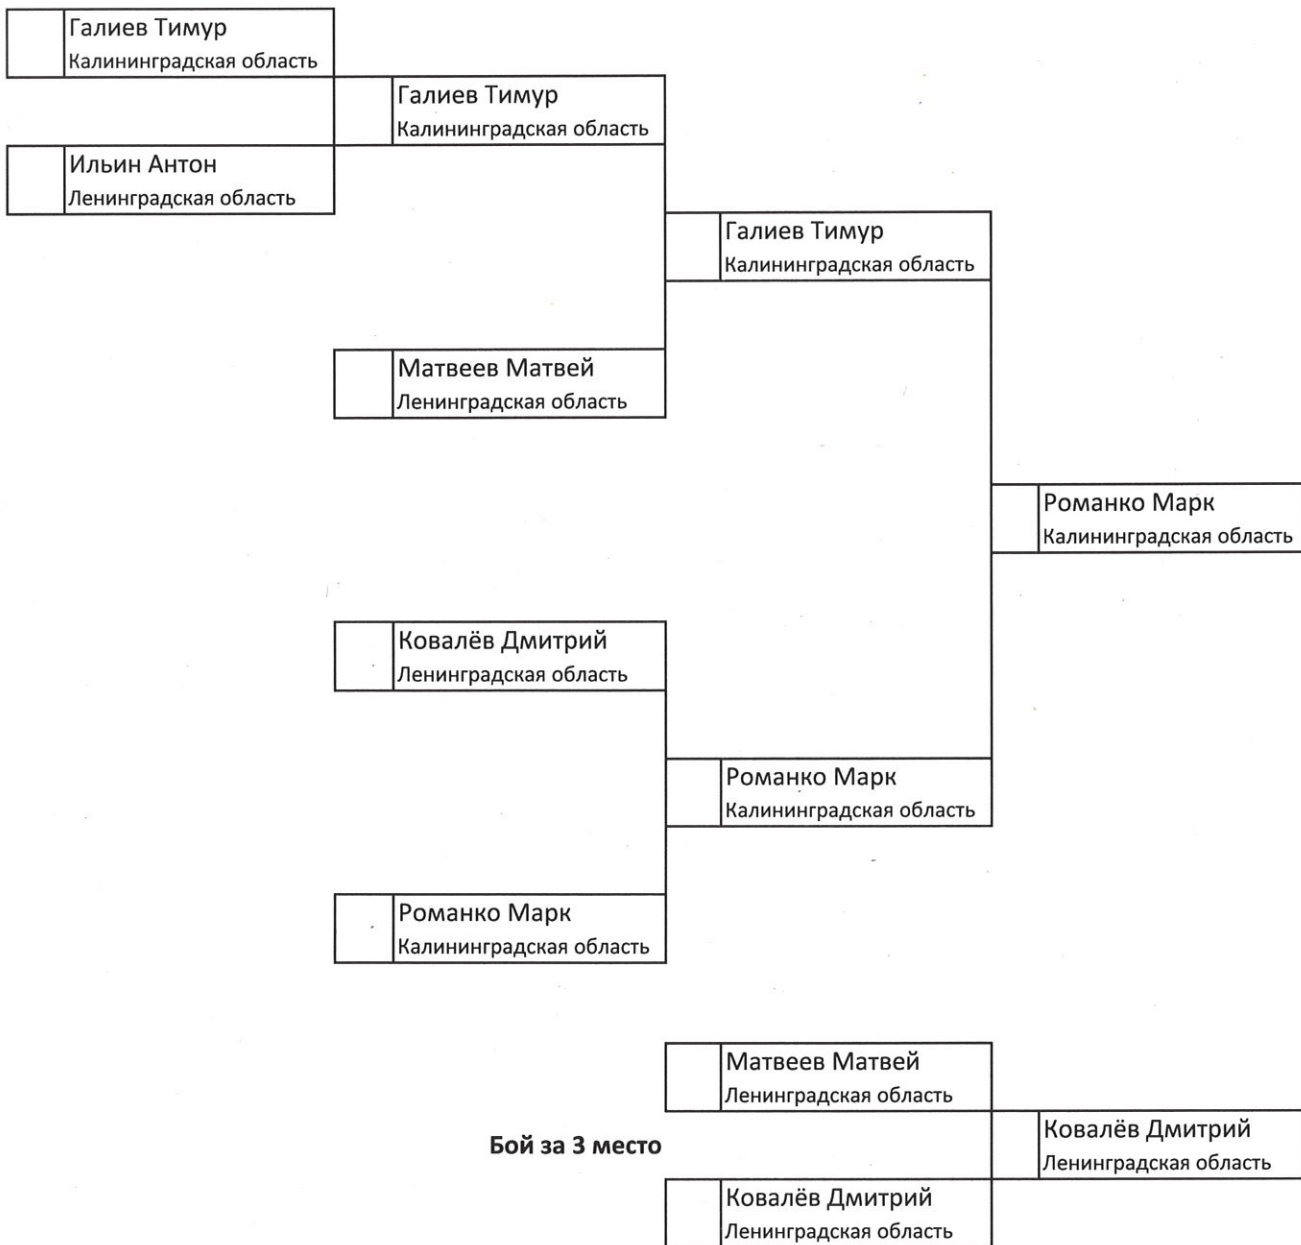 Галиев Тимур
Калининградская область
Галиев Тимур
Калининградская область
Ильин Антон
Ленинградская область
Галиев Тимур
Калининградская область
Матвеев Матвей
Ленинградская область
Романко Марк
Калининградская область
Ковалёв Дмитрий
Ленинградская область
Романко Марк
Калининградская область
Романко Марк
Калининградская область
Матвеев Матвей
Ленинградская область
Бой за 3 место
Ковалёв Дмитрий
Ленинградская область
Ковалёв Дмитрий
Ленинградская область